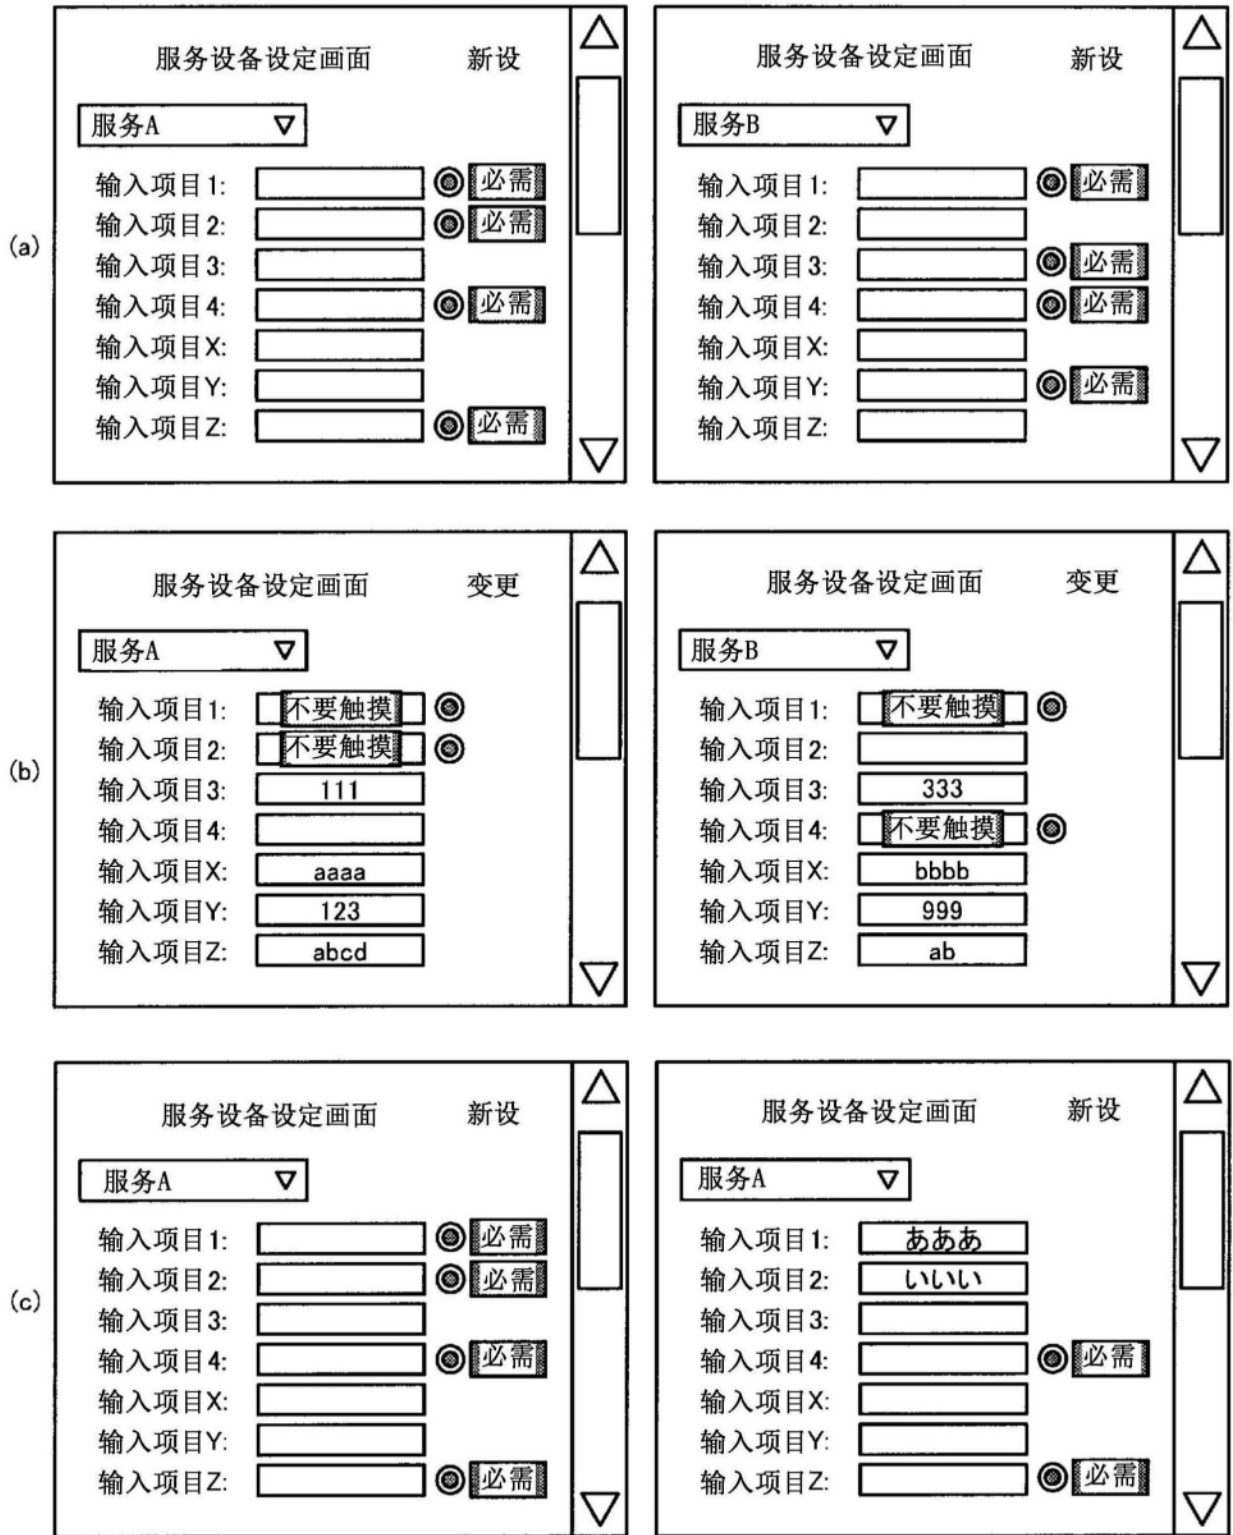 (a)
服务设备设定画面 新设
服务A
输入项目1: 必需
输入项目2: 必需
输入项目3:
输入项目4: 必需
输入项目X:
输入项目Y:
输入项目Z: 必需
服务设备设定画面 新设
服务B
输入项目1: 必需
输入项目2:
输入项目3: 必需
输入项目4: 必需
输入项目X:
输入项目Y: 必需
输入项目Z:
(b)
服务设备设定画面 变更
服务A
输入项目1: 不要触摸
输入项目2: 不要触摸
输入项目3: 111
输入项目4:
输入项目X: aaaa
输入项目Y: 123
输入项目Z: abcd
服务设备设定画面 变更
服务B
输入项目1: 不要触摸
输入项目2:
输入项目3: 333
输入项目4: 不要触摸
输入项目X: bbbb
输入项目Y: 999
输入项目Z: ab
(c)
服务设备设定画面 新设
服务A
输入项目1: 必需
输入项目2: 必需
输入项目3:
输入项目4: 必需
输入项目X:
输入项目Y:
输入项目Z: 必需
服务设备设定画面 新设
服务A
输入项目1: あああ
输入项目2: いいい
输入项目3:
输入项目4: 必需
输入项目X:
输入项目Y:
输入项目Z: 必需